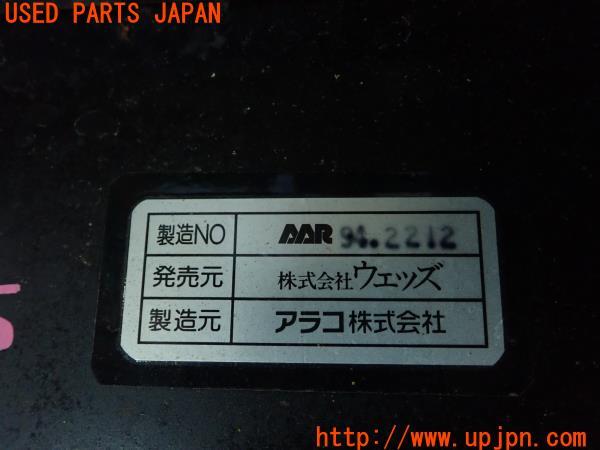 USED PARTS JAPAN
製造NO AAR 94.2212
発売元 株式会社ウェッズ
製造元 アラコ株式会社
http://www.upjpn.com